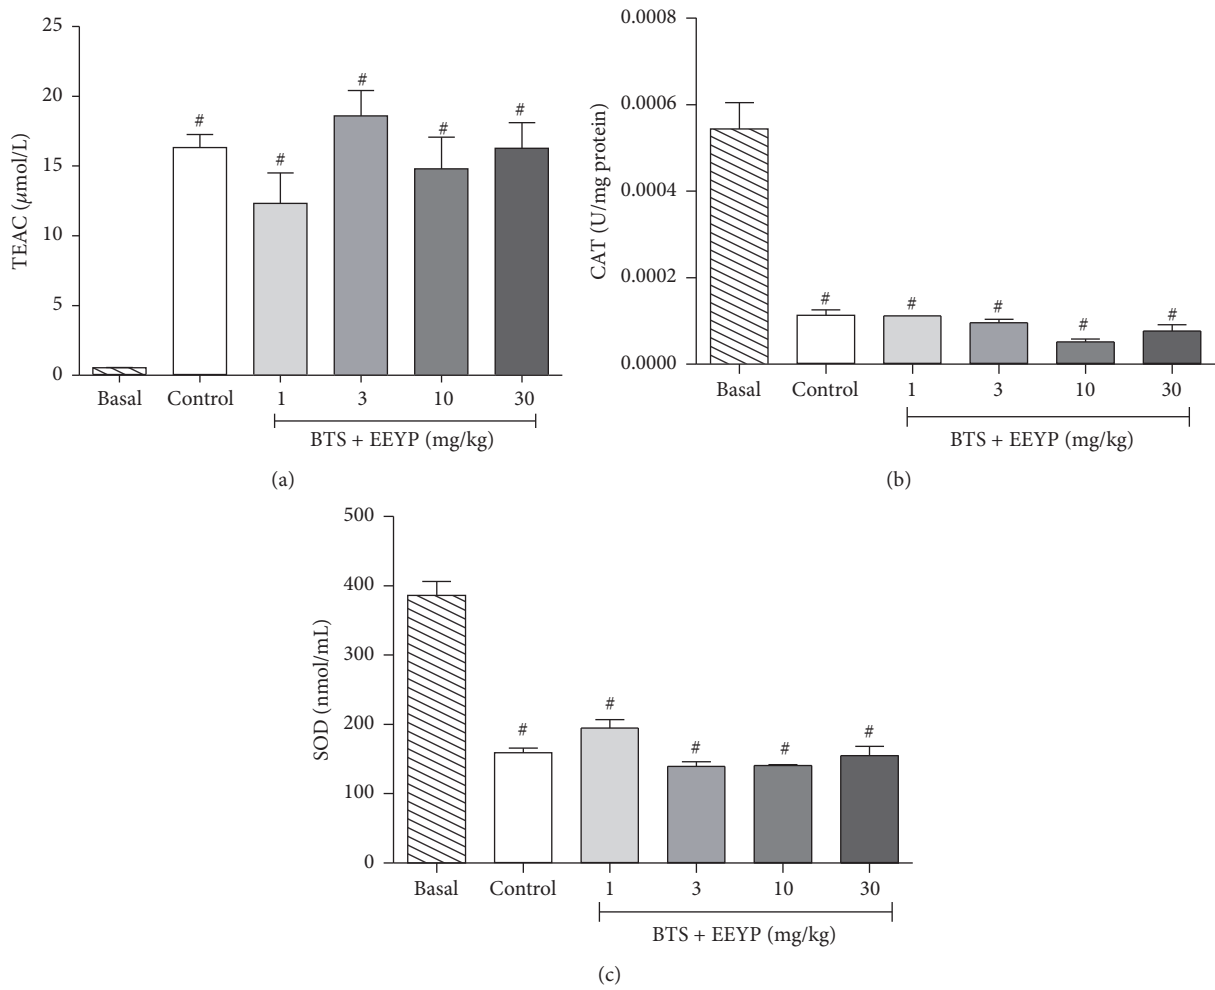 25
20
15
10
5
0
TEAC (μmol/L)
#
#
#
#
#
Basal
Control
1
3
10
30
BTS + EEYP (mg/kg)
(a)
0.0008
0.0006
0.0004
0.0002
0.0000
CAT (U/mg protein)
#
#
#
#
#
Basal
Control
1
3
10
30
BTS + EEYP (mg/kg)
(b)
500
400
300
200
100
0
SOD (nmol/mL)
#
#
#
#
#
Basal
Control
1
3
10
30
BTS + EEYP (mg/kg)
(c)